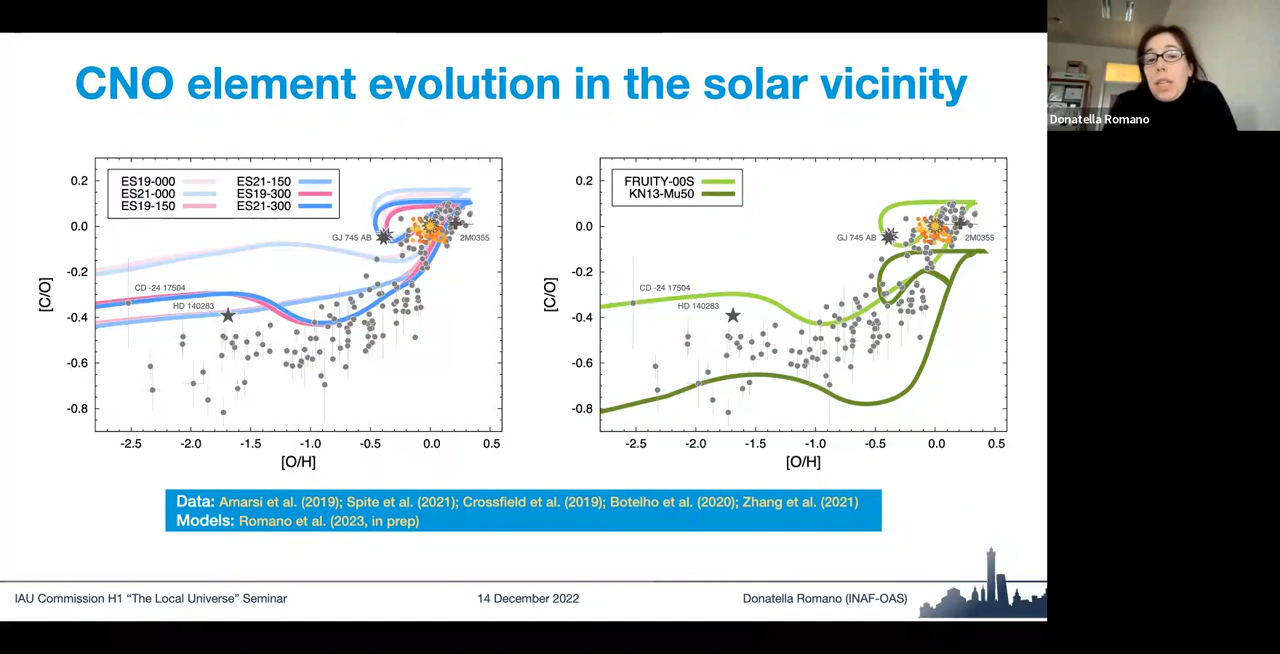 CNO element evolution in the solar vicinity
Donatella Romano
0.2
0.0
-0.2
-0.4
-0.6
-0.8
[C/O]
ES19-000
ES21-000
ES19-150
ES21-150
ES19-300
ES21-300
GJ 745 AB
2M0355
CD -24 17504
HD 140283
-2.5 -2.0 -1.5 -1.0 -0.5 0.0 0.5
[O/H]
0.2
0.0
-0.2
-0.4
-0.6
-0.8
[C/O]
FRUITY-00S
KN13-Mu50
GJ 745 AB
2M0355
CD -24 17504
HD 140283
-2.5 -2.0 -1.5 -1.0 -0.5 0.0 0.5
[O/H]
Data: Amarsi et al. (2019); Spite et al. (2021); Crossfield et al. (2019); Botelho et al. (2020); Zhang et al. (2021)
Models: Romano et al. (2023, in prep)
IAU Commission H1 “The Local Universe” Seminar
14 December 2022
Donatella Romano (INAF-OAS)